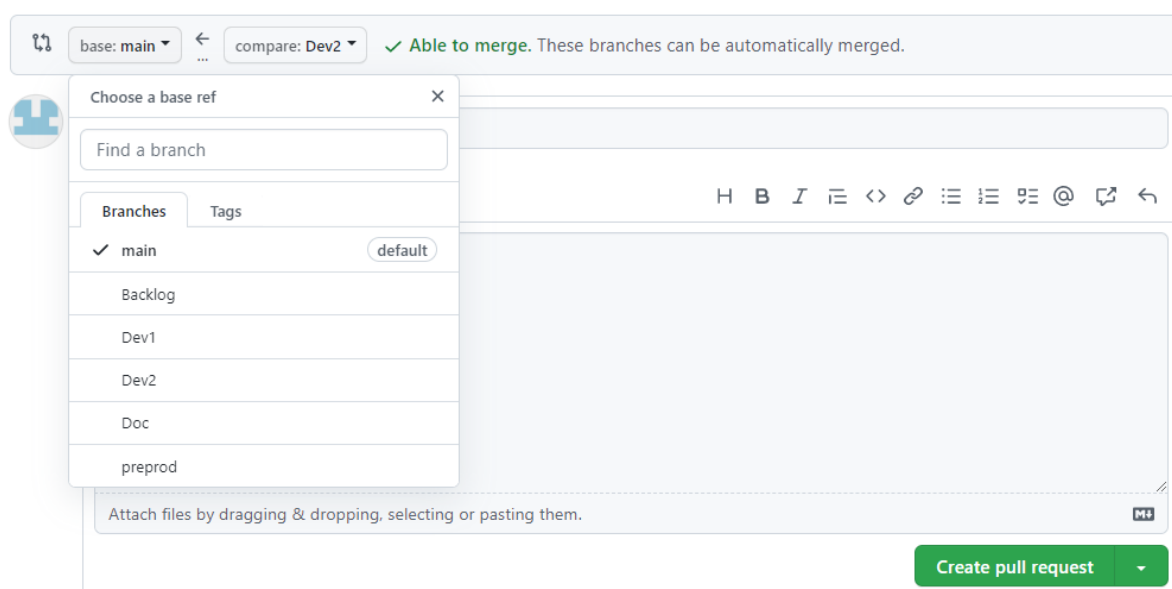 base: main compare: Dev2 Able to merge. These branches can be automatically merged.
Choose a base ref
Find a branch
Branches Tags
main default
Backlog
Dev1
Dev2
Doc
preprod
Attach files by dragging & dropping, selecting or pasting them.
Create pull request